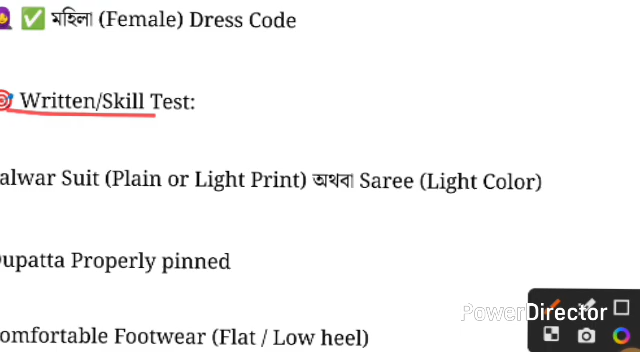 মহিলা (Female) Dress Code
Written/Skill Test:
alwar Suit (Plain or Light Print) অথবা Saree (Light Color)
upatta Properly pinned
omfortable Footwear (Flat / Low heel)
PowerDirector